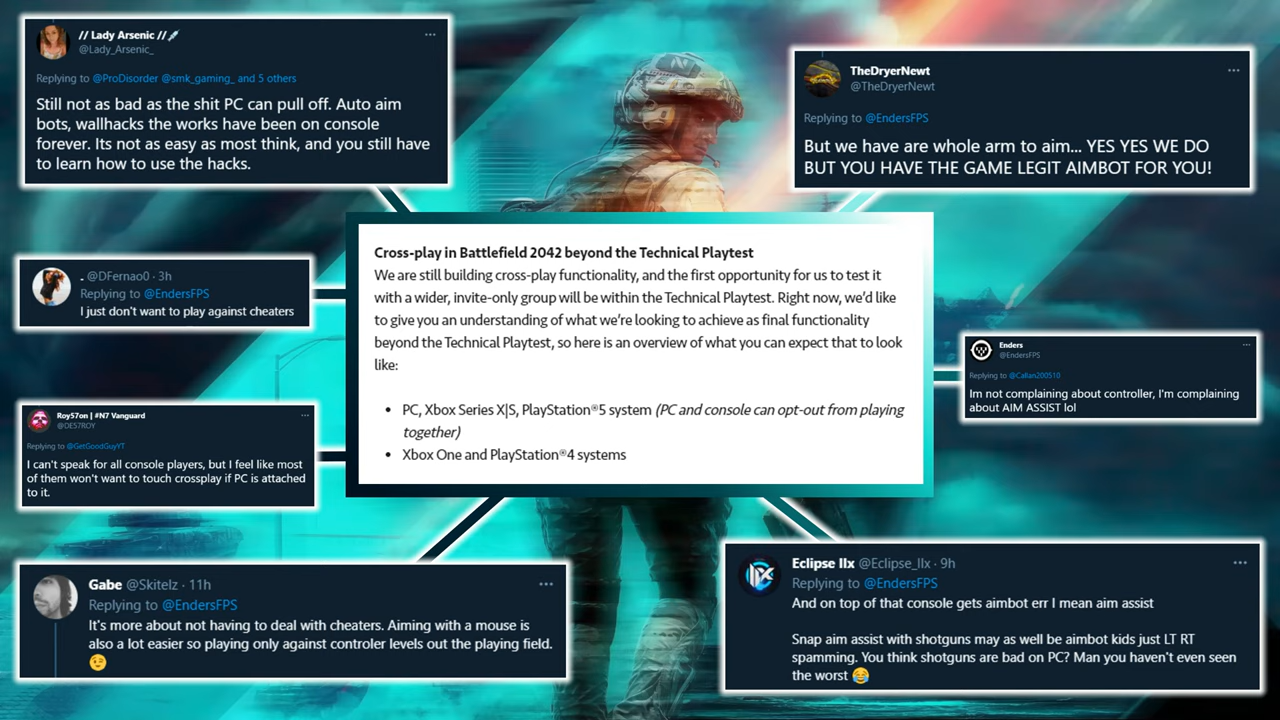 // Lady Arsenic //💉
@Lady_Arsenic_
Replying to @ProDisorder @smk_gaming_ and 5 others
Still not as bad as the shit PC can pull off. Auto aim
bots, wallhacks the works have been on console
forever. Its not as easy as most think, and you still have
to learn how to use the hacks.
TheDryerNewt
@TheDryerNewt
Replying to @EndersFPS
But we have are whole arm to aim... YES YES WE DO
BUT YOU HAVE THE GAME LEGIT AIMBOT FOR YOU!
. @DFernao0 · 3h
Replying to @EndersFPS
I just don't want to play against cheaters
Cross-play in Battlefield 2042 beyond the Technical Playtest
We are still building cross-play functionality, and the first opportunity for us to test it
with a wider, invite-only group will be within the Technical Playtest. Right now, we'd like
to give you an understanding of what we're looking to achieve as final functionality
beyond the Technical Playtest, so here is an overview of what you can expect that to look
like:
• PC, Xbox Series X|S, PlayStation®5 system (PC and console can opt-out from playing
together)
• Xbox One and PlayStation®4 systems
Enders
@EndersFPS
Replying to @Callan200510
Im not complaining about controller, I'm complaining
about AIM ASSIST lol
Roy57on | #N7 Vanguard
@DES7ROY
Replying to @GetGoodGuyYT
I can't speak for all console players, but I feel like most
of them won't want to touch crossplay if PC is attached
to it.
Gabe @Skitelz · 11h
Replying to @EndersFPS
It's more about not having to deal with cheaters. Aiming with a mouse is
also a lot easier so playing only against controler levels out the playing field.
😉
Eclipse llx @Eclipse_llx · 9h
Replying to @EndersFPS
And on top of that console gets aimbot err I mean aim assist
Snap aim assist with shotguns may as well be aimbot kids just LT RT
spamming. You think shotguns are bad on PC? Man you haven't even seen
the worst 😂